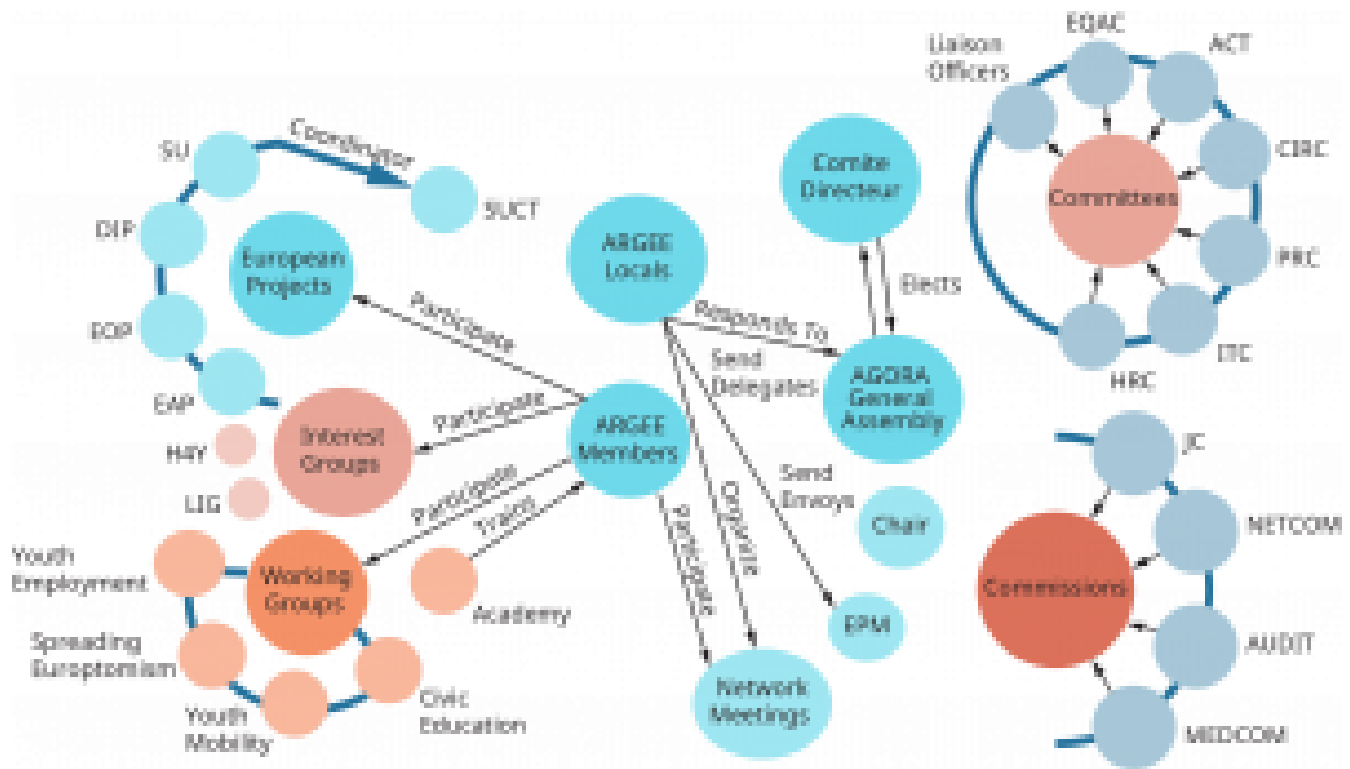 EQAC
Liaison
Officers
ACT
CIRC
Committees
PRC
ITC
HRC
Coordinator
SU
SUCT
DIP
European
Projects
EOP
EAP
Comite
Directeur
ARGEE
Locals
Elects
Responds To
Send
Delegates
AGORA
General
Assembly
Participate
Participate
ARGEE
Members
Interest
Groups
H4Y
LIG
Participate
Trains
Send
Envoys
Organize
Participate
Chair
EPM
Network
Meetings
Youth
Employment
Working
Groups
Academy
Spreading
Europtomism
Youth
Mobility
Civic
Education
JC
NETCOM
Commissions
AUDIT
MEDCOM